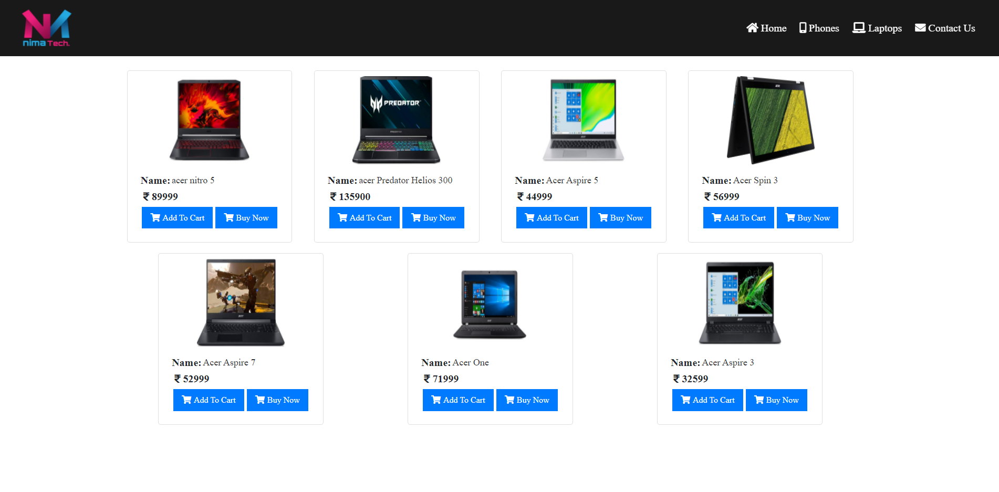 nima Tech.
Home Phones Laptops Contact Us
PREDATOR
Name: acer nitro 5
₹ 89999
Add To Cart Buy Now
Name: acer Predator Helios 300
₹ 135900
Add To Cart Buy Now
Name: Acer Aspire 5
₹ 44999
Add To Cart Buy Now
Name: Acer Spin 3
₹ 56999
Add To Cart Buy Now
Name: Acer Aspire 7
₹ 52999
Add To Cart Buy Now
Name: Acer One
₹ 71999
Add To Cart Buy Now
Name: Acer Aspire 3
₹ 32599
Add To Cart Buy Now